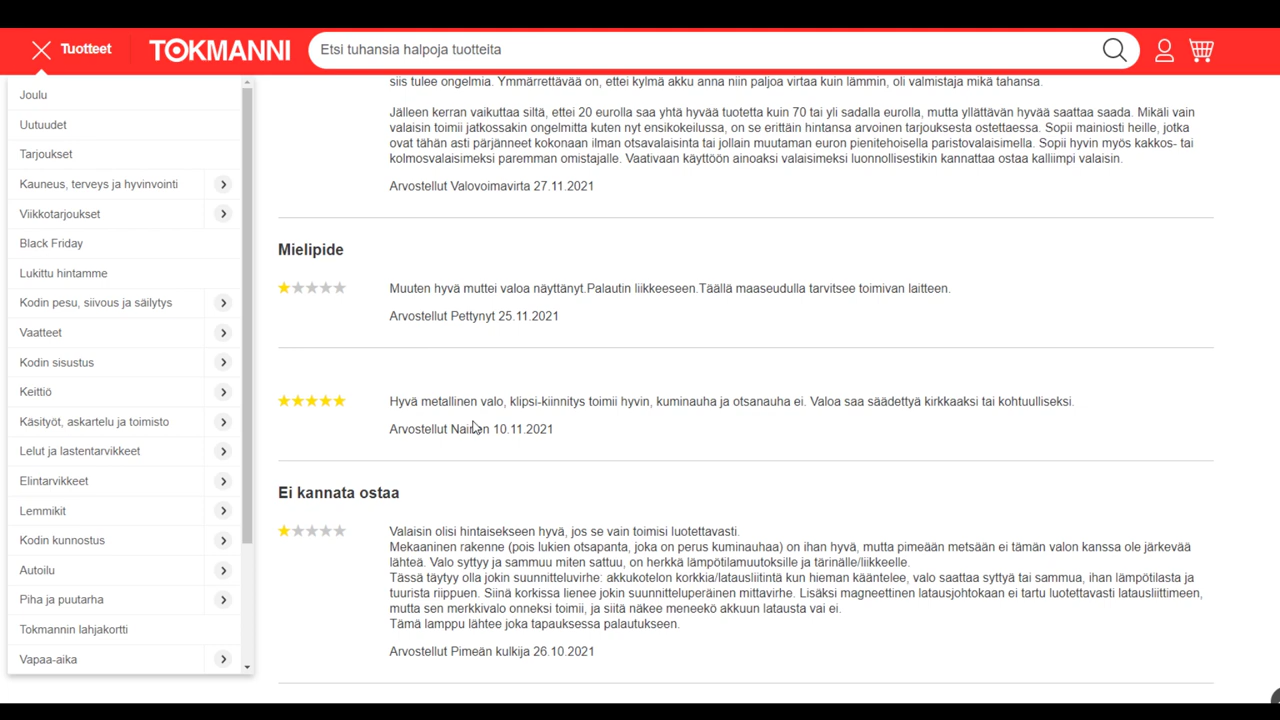 Tuotteet
TOKMANNI
Etsi tuhansia halpoja tuotteita
Joulu
Uutuudet
Tarjoukset
Kauneus, terveys ja hyvinvointi
Viikkotarjoukset
Black Friday
Lukittu hintamme
Kodin pesu, siivous ja säilytys
Vaatteet
Kodin sisustus
Keittiö
Käsityöt, askartelu ja toimisto
Lelut ja lastentarvikkeet
Elintarvikkeet
Lemmikit
Kodin kunnostus
Autoilu
Piha ja puutarha
Tokmannin lahjakortti
Vapaa-aika
siis tulee ongelmia. Ymmärrettävää on, ettei kylmä akku anna niin paljoa virtaa kuin lämmin, oli valmistaja mikä tahansa.
Jälleen kerran vaikuttaa siltä, ettei 20 eurolla saa yhtä hyvää tuotetta kuin 70 tai yli sadalla eurolla, mutta yllättävän hyvää saattaa saada. Mikäli vain
valaisin toimii jatkossakin ongelmitta kuten nyt ensikokeilussa, on se erittäin hintansa arvoinen tarjouksesta ostettaessa. Sopii mainiosti heille, jotka
ovat tähän asti pärjänneet kokonaan ilman otsavalaisinta tai jollain muutaman euron pienitehoisella paristovalaisimella. Sopii hyvin myös kakkos- tai
kolmosvalaisimeksi paremman omistajalle. Vaativaan käyttöön ainoaksi valaisimeksi luonnollisestikin kannattaa ostaa kalliimpi valaisin.
Arvostellut Valovoimavirta 27.11.2021
Mielipide
Muuten hyvä muttei valoa näyttänyt.Palautin liikkeeseen.Täällä maaseudulla tarvitsee toimivan laitteen.
Arvostellut Pettynyt 25.11.2021
Hyvä metallinen valo, klipsi-kiinnitys toimii hyvin, kuminauha ja otsanauha ei. Valoa saa säädettyä kirkkaaksi tai kohtuulliseksi.
Arvostellut Nainen 10.11.2021
Ei kannata ostaa
Valaisin olisi hintaisekseen hyvä, jos se vain toimisi luotettavasti.
Mekaaninen rakenne (pois lukien otsapanta, joka on perus kuminauhaa) on ihan hyvä, mutta pimeään metsään ei tämän valon kanssa ole järkevää
lähteä. Valo syttyy ja sammuu miten sattuu, on herkkä lämpötilamuutoksille ja tärinälle/liikkeelle.
Tässä täytyy olla jokin suunnitteluvirhe: akkukotelon korkkia/latausliitintä kun hieman kääntelee, valo saattaa syttyä tai sammua, ihan lämpötilasta ja
tuurista riippuen. Siinä korkissa lienee jokin suunnitteluperäinen mittavirhe. Lisäksi magneettinen latausjohtokaan ei tartu luotettavasti latausliittimeen,
mutta sen merkkivalo onneksi toimii, ja siitä näkee meneekö akkuun latausta vai ei.
Tämä lamppu lähtee joka tapauksessa palautukseen.
Arvostellut Pimeän kulkija 26.10.2021